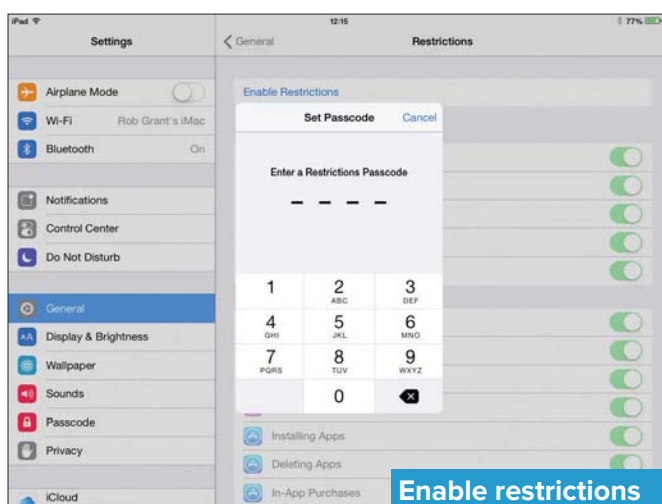 iPad 12:15 77%
Settings
General Restrictions
Airplane Mode
Wi-Fi Rob Grant's iMac
Bluetooth On
Notifications
Control Center
Do Not Disturb
General
Display & Brightness
Wallpaper
Sounds
Passcode
Privacy
iCloud
Enable Restrictions
Set Passcode Cancel
Enter a Restrictions Passcode
1 2 3
ABC DEF
4 5 6
GHI JKL MNO
7 8 9
PQRS TUV WXYZ
0
Installing Apps
Deleting Apps
In-App Purchases
Enable restrictions